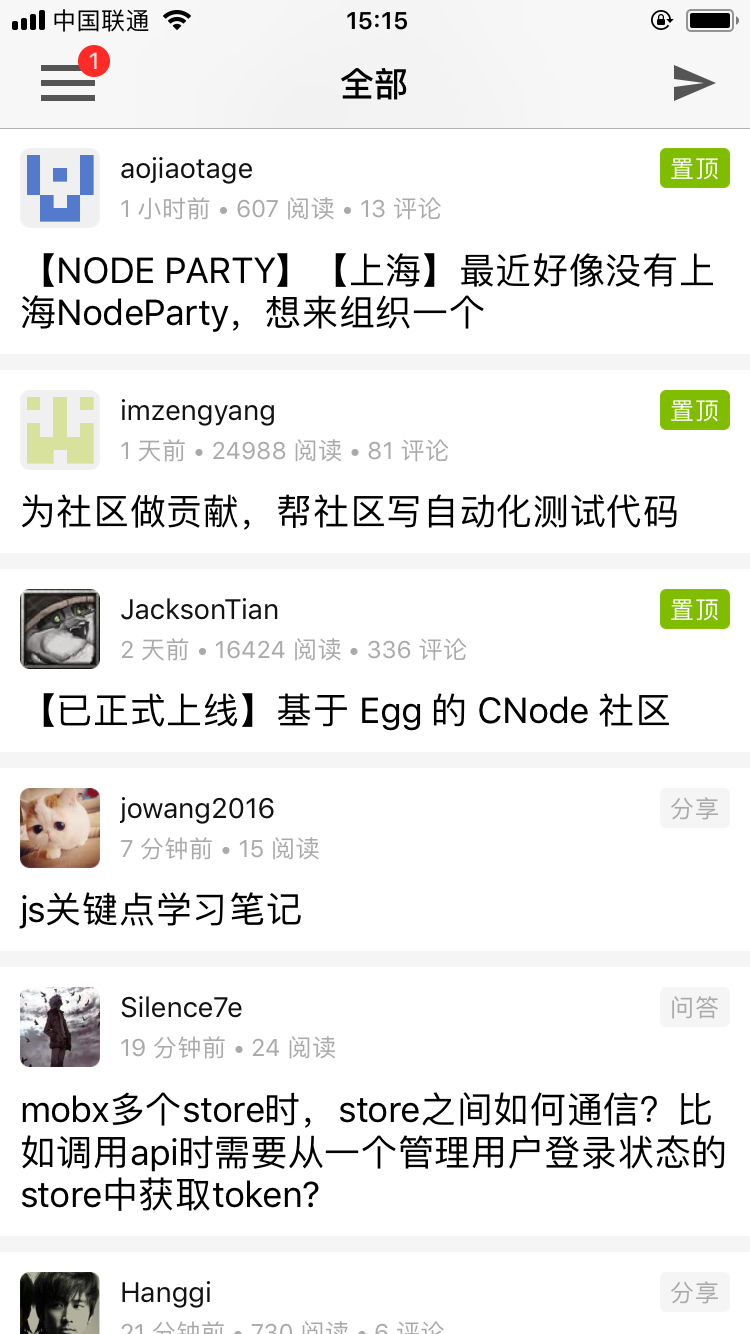 中国联通 15:15
1
全部
aojiaotage 置顶
1 小时前 • 607 阅读 • 13 评论
【NODE PARTY】【上海】最近好像没有上
海NodeParty，想来组织一个
imzengyang 置顶
1 天前 • 24988 阅读 • 81 评论
为社区做贡献，帮社区写自动化测试代码
JacksonTian 置顶
2 天前 • 16424 阅读 • 336 评论
【已正式上线】基于 Egg 的 CNode 社区
jowang2016 分享
7 分钟前 • 15 阅读
js关键点学习笔记
Silence7e 问答
19 分钟前 • 24 阅读
mobx多个store时，store之间如何通信？比
如调用api时需要从一个管理用户登录状态的
store中获取token?
Hanggi 分享
21 分钟前 • 730 阅读 • 6 评论